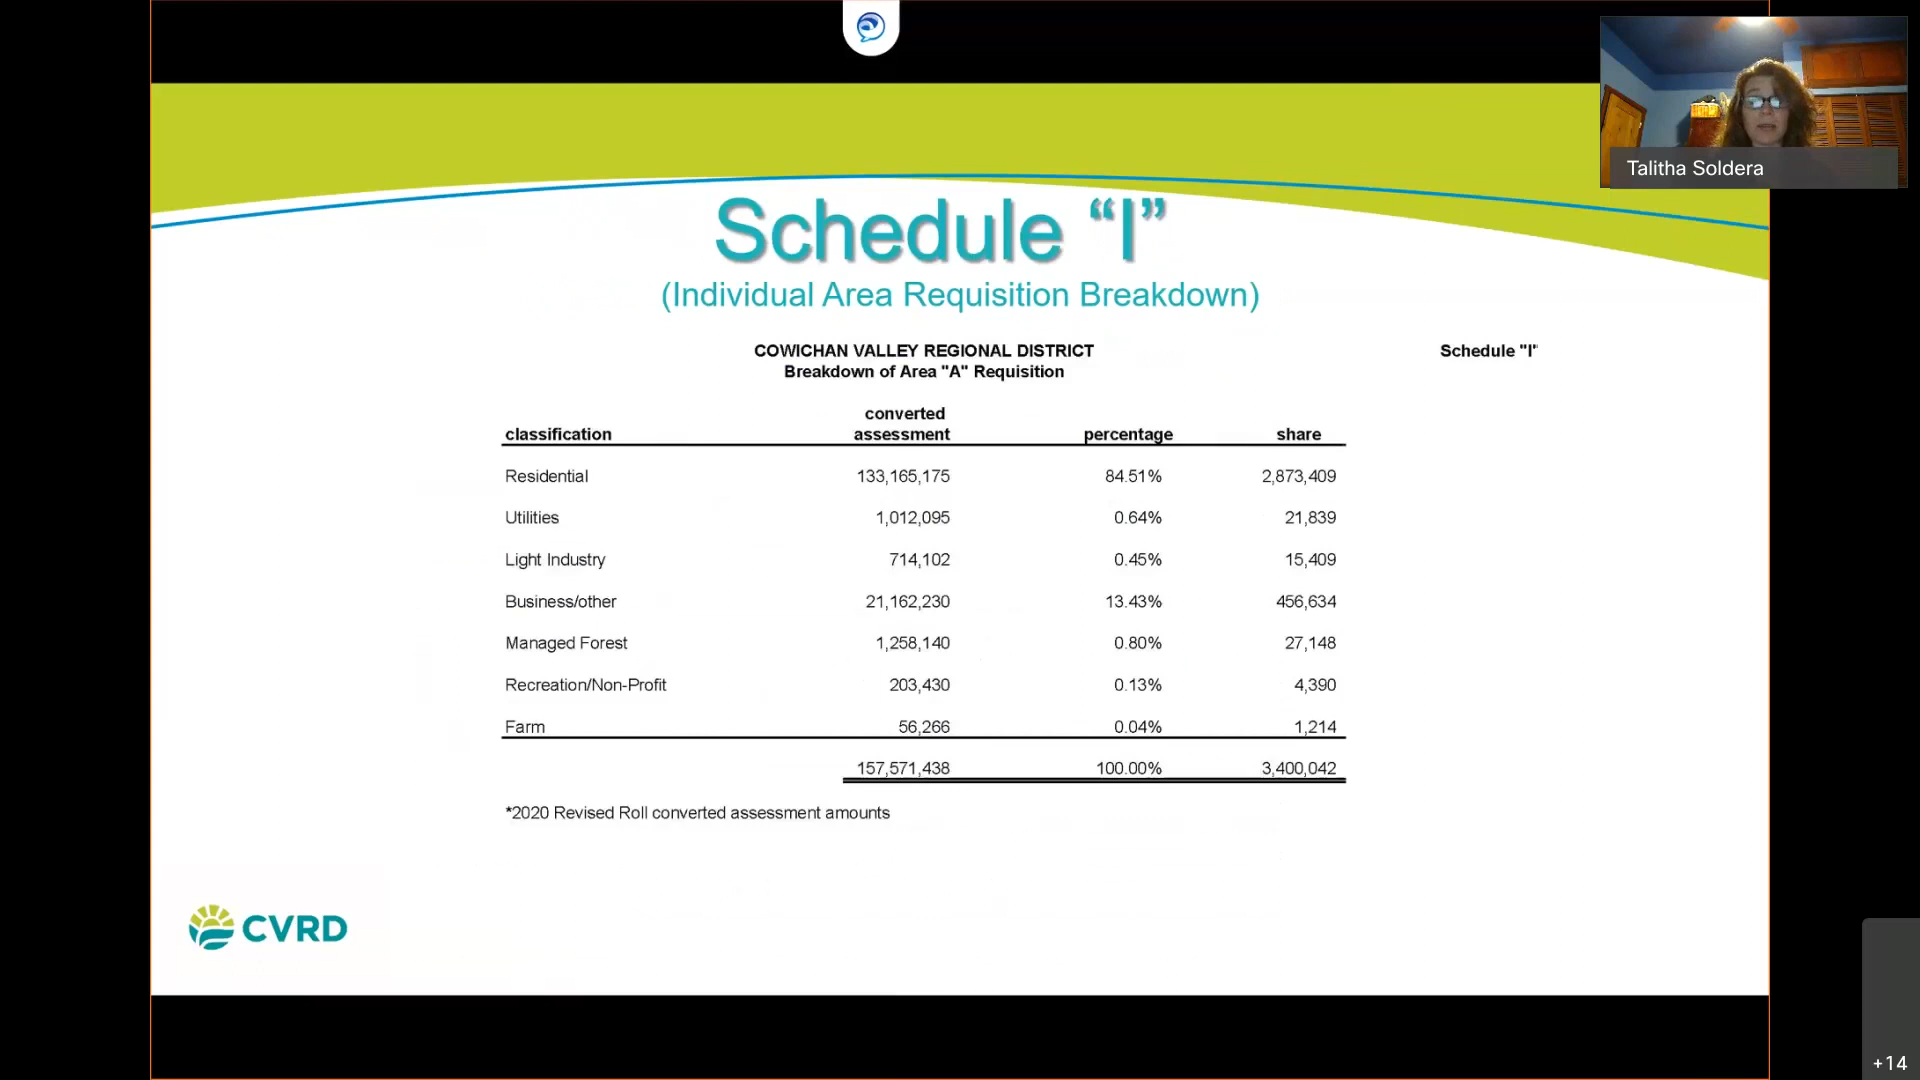 Talitha Soldera
Schedule “I”
(Individual Area Requisition Breakdown)
COWICHAN VALLEY REGIONAL DISTRICT
Schedule "I"
Breakdown of Area "A" Requisition
converted
classification assessment percentage share
Residential 133,165,175 84.51% 2,873,409
Utilities 1,012,095 0.64% 21,839
Light Industry 714,102 0.45% 15,409
Business/other 21,162,230 13.43% 456,634
Managed Forest 1,258,140 0.80% 27,148
Recreation/Non-Profit 203,430 0.13% 4,390
Farm 56,266 0.04% 1,214
157,571,438 100.00% 3,400,042
*2020 Revised Roll converted assessment amounts
CVRD
+14